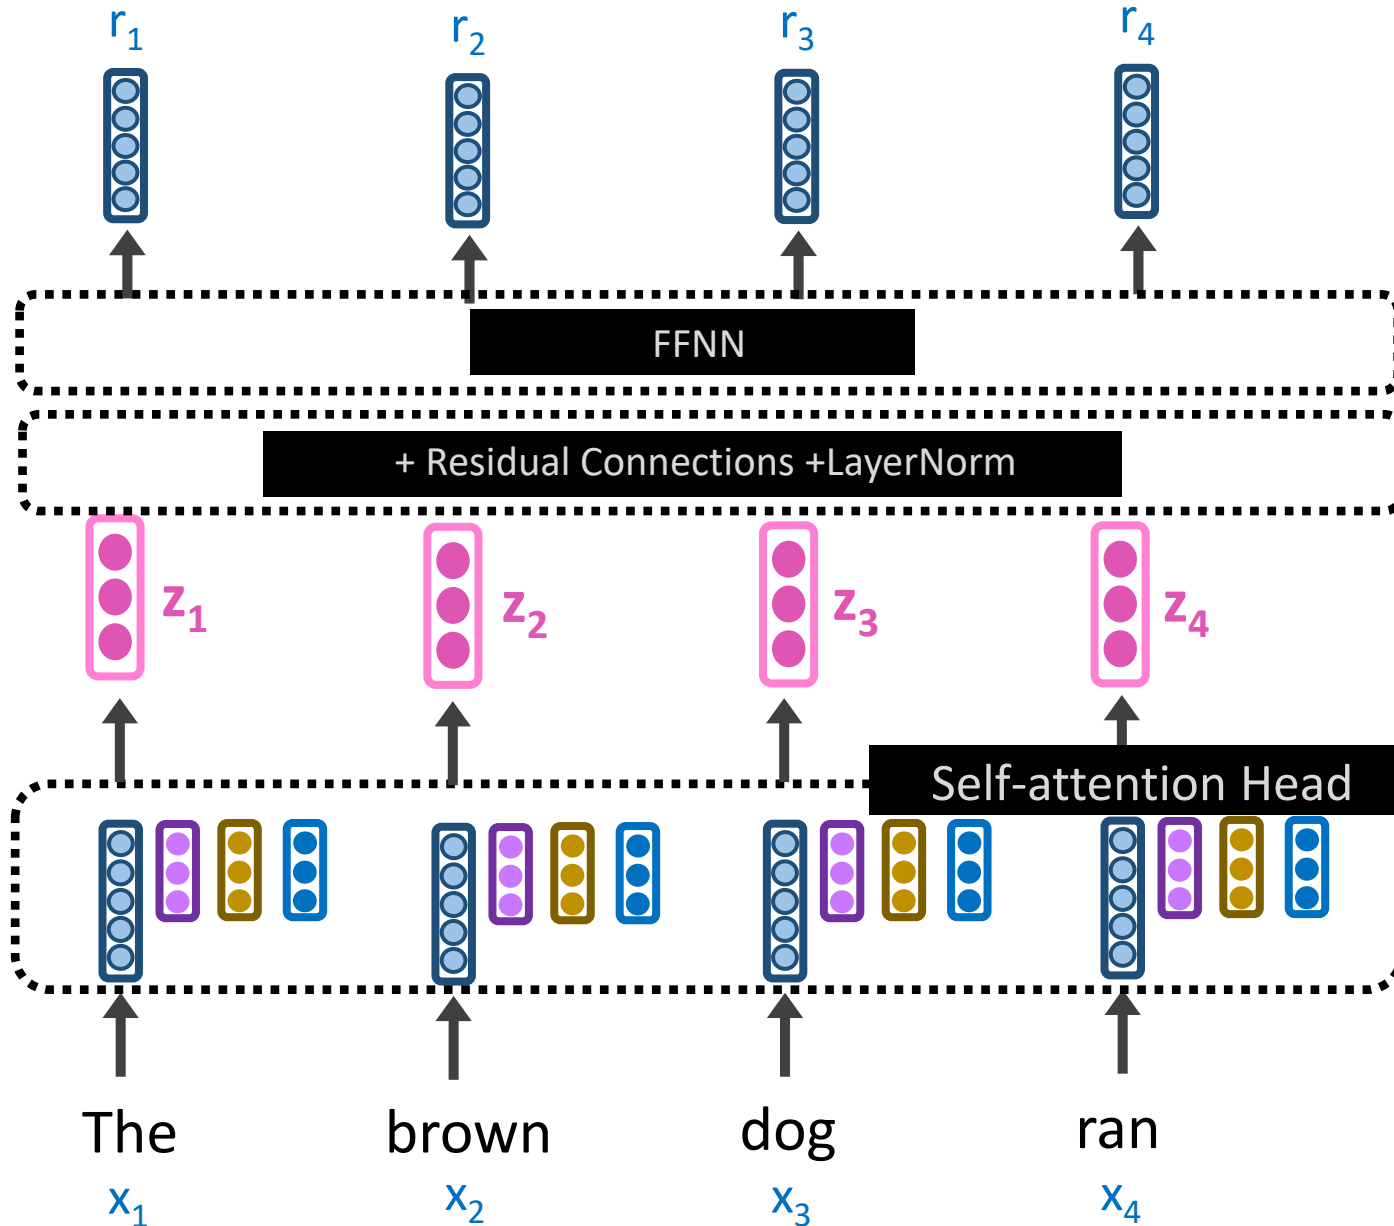 r1 r2 r3 r4
FFNN
+ Residual Connections +LayerNorm
z1 z2 z3 z4
Self-attention Head
The brown dog ran
x1 x2 x3 x4